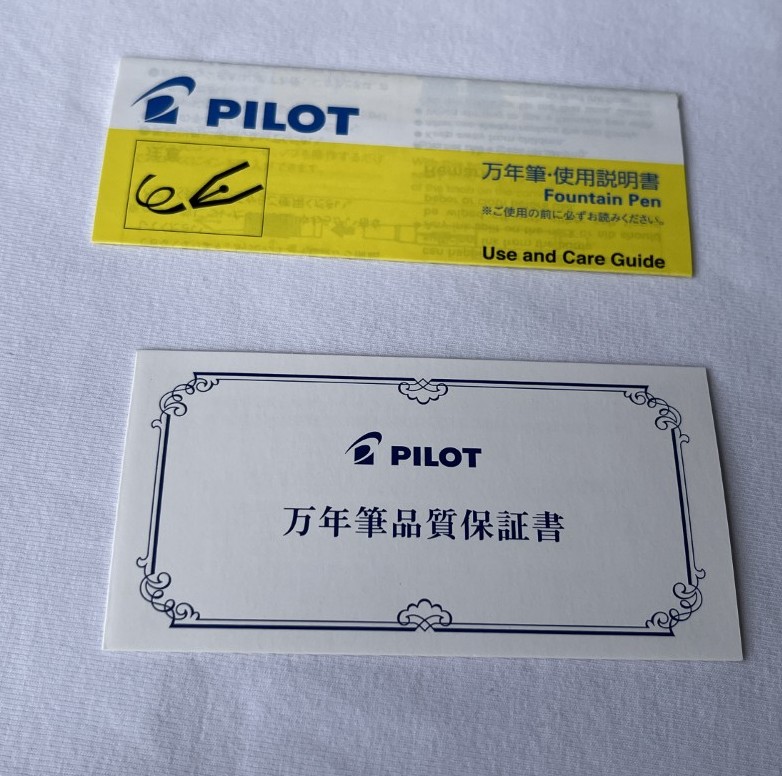 PILOT
万年筆・使用説明書
Fountain Pen
※ご使用の前に必ずお読みください。
Use and Care Guide
PILOT
万年筆品質保証書